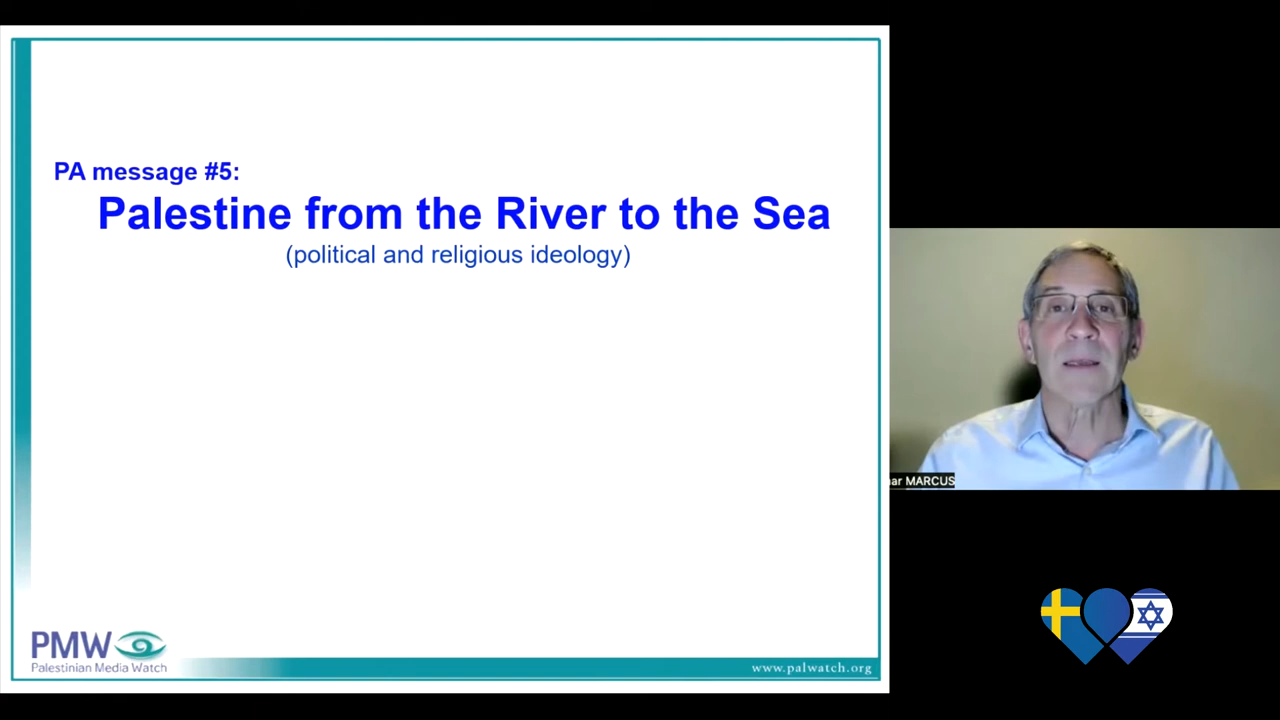 PA message #5:
Palestine from the River to the Sea
(political and religious ideology)
PMW
Palestinian Media Watch
www.palwatch.org
MARCUS